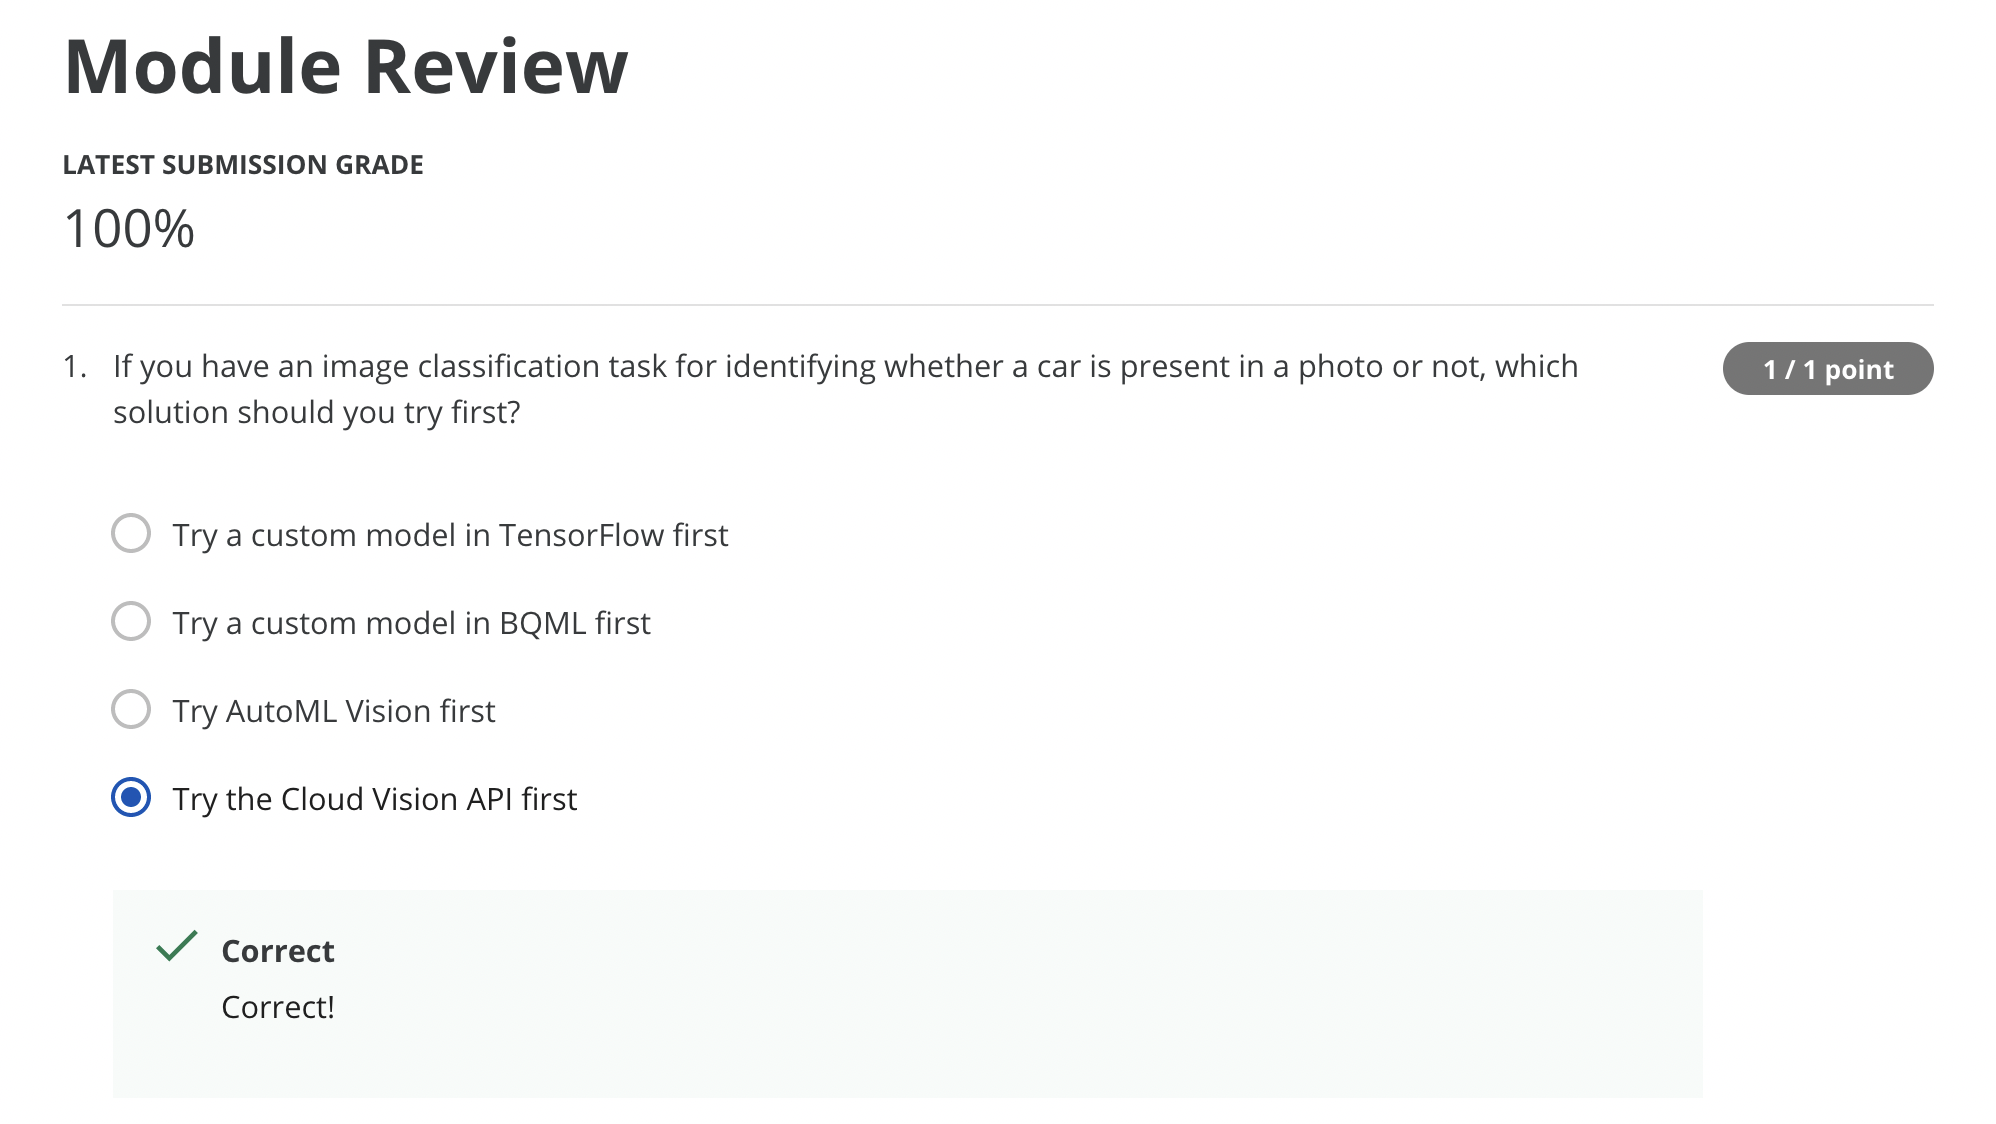 Module Review
LATEST SUBMISSION GRADE
100%
1. If you have an image classification task for identifying whether a car is present in a photo or not, which
solution should you try first?
1 / 1 point
Try a custom model in TensorFlow first
Try a custom model in BQML first
Try AutoML Vision first
Try the Cloud Vision API first
Correct
Correct!